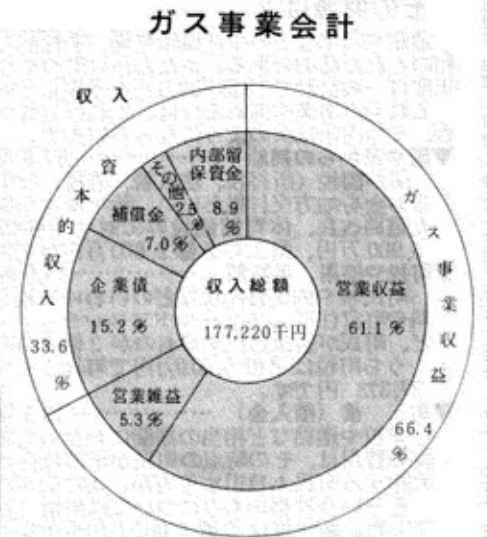 ガス事業会計
収入
ガス事業収益
66.4%
資本的収入
33.6%
営業収益
61.1%
営業雑益
5.3%
企業債
15.2%
補償金
7.0%
その他
2.5%
内部留保資金
8.9%
収入総額
177,220千円